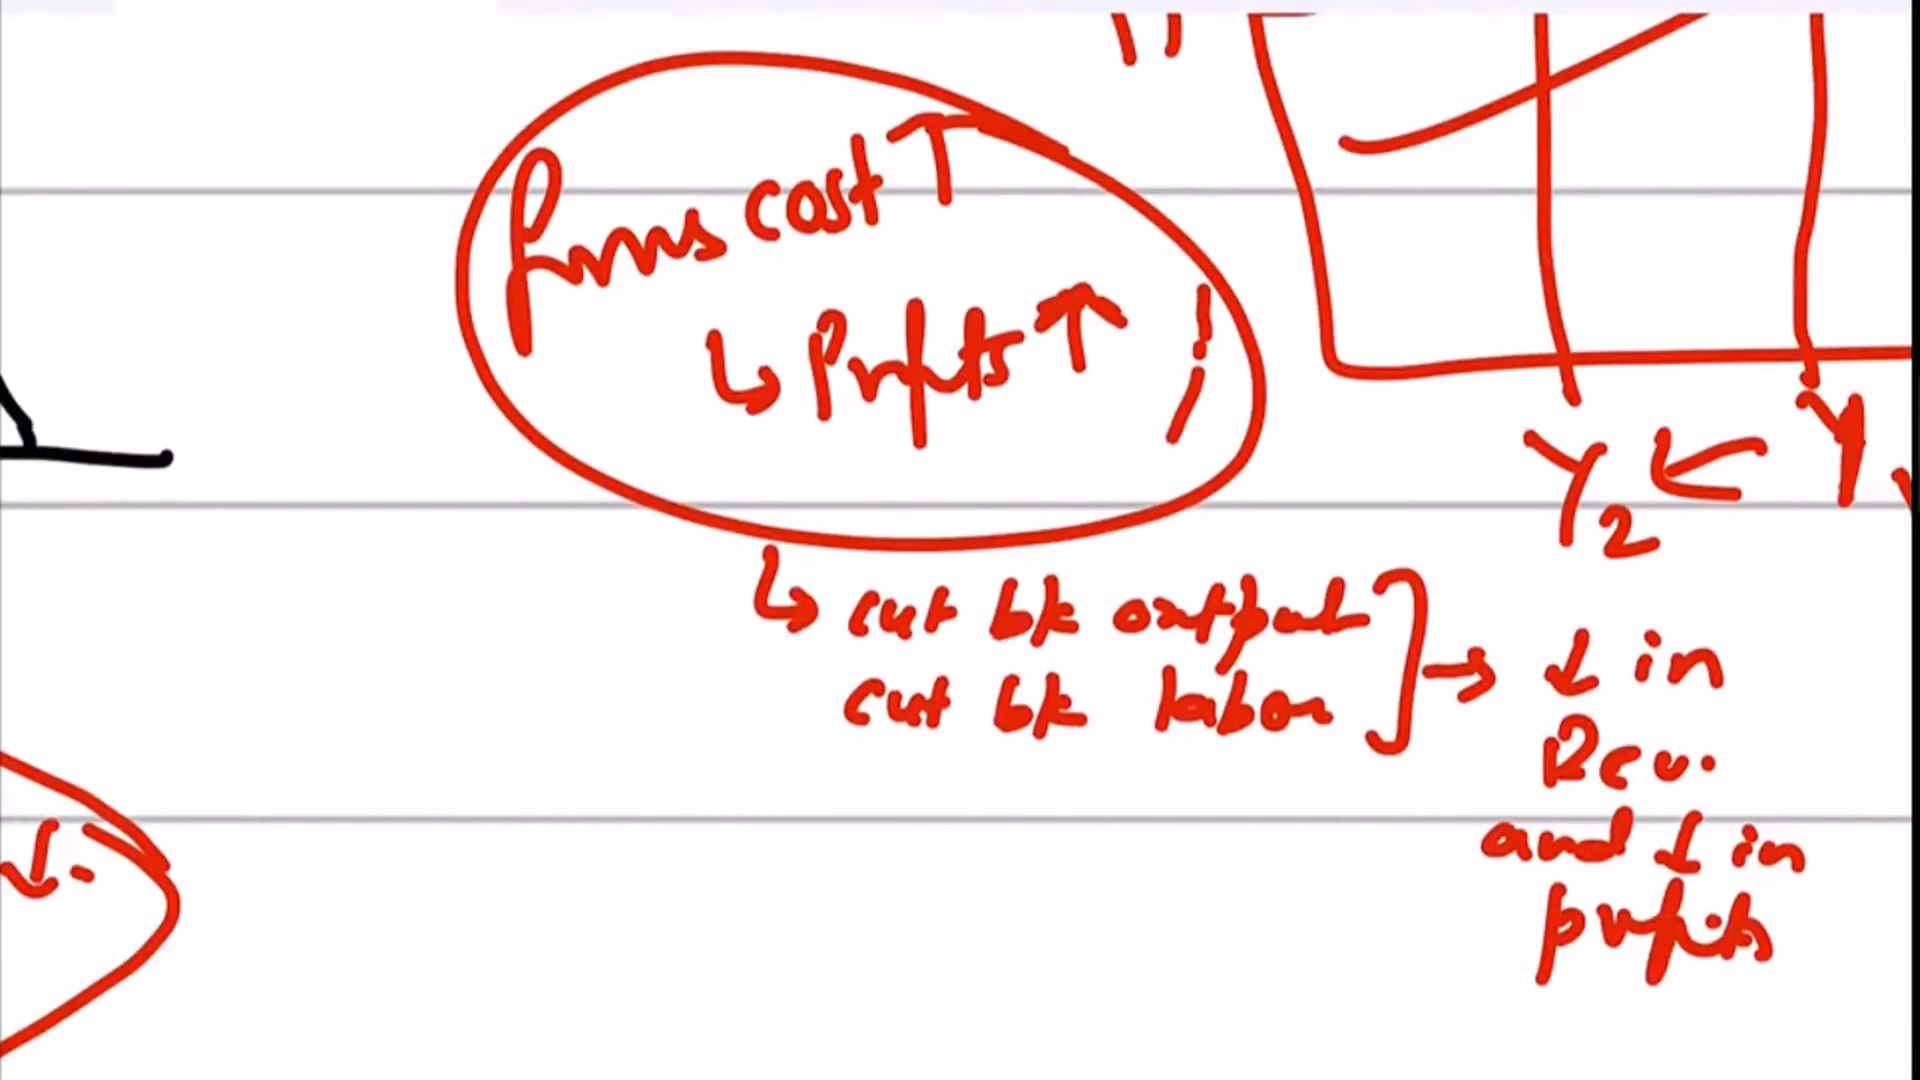 firms cost ↑
↳ Profits ↑
Y2 ← Y1
↳ cut bk output
cut bk labor
→ ↓ in
Rev.
and ↓ in
profits